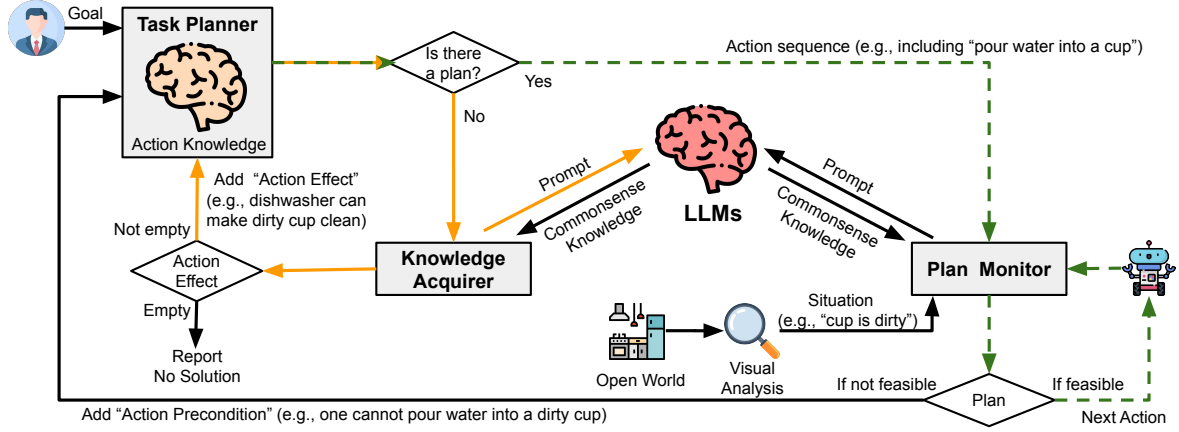 Goal
Task Planner
Action Knowledge
Is there
a plan?
Yes
No
Action sequence (e.g., including “pour water into a cup”)
Add “Action Effect”
(e.g., dishwasher can
make dirty cup clean)
Not empty
Action
Effect
Empty
Report
No Solution
Knowledge
Acquirer
Prompt
Commonsense
Knowledge
LLMs
Prompt
Commonsense
Knowledge
Plan Monitor
Situation
(e.g., “cup is dirty”)
Open World
Visual
Analysis
If not feasible
Plan
If feasible
Next Action
Add “Action Precondition” (e.g., one cannot pour water into a dirty cup)